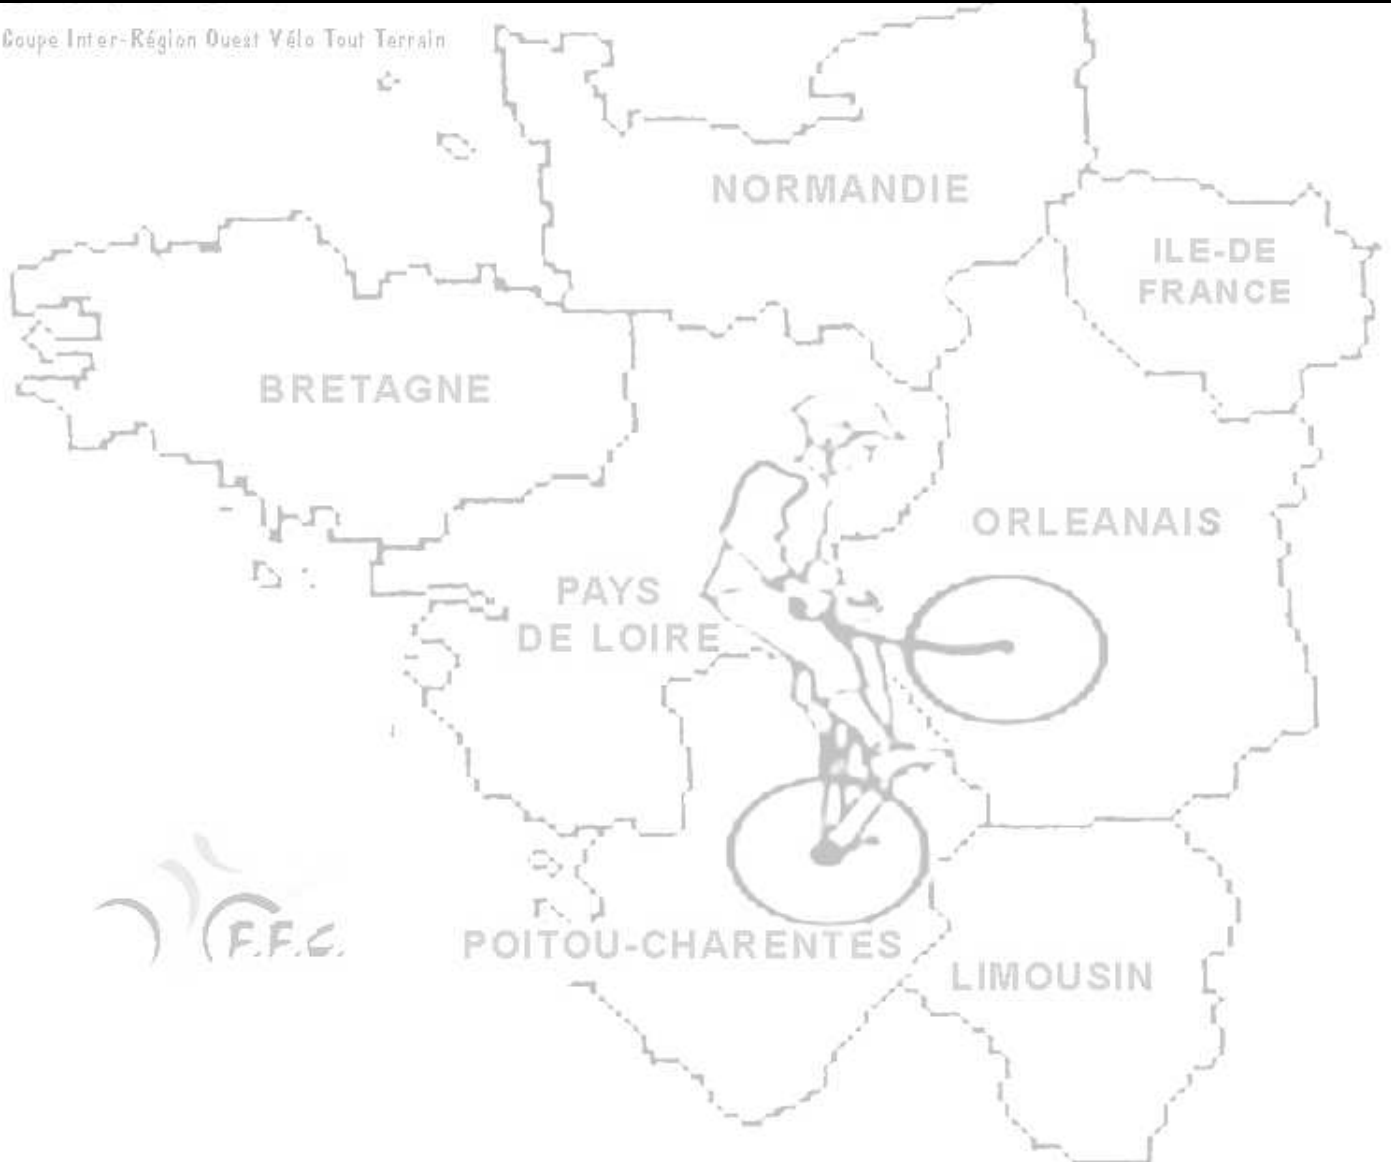 Coupe Inter-Région Ouest Vélo Tout Terrain
NORMANDIE
ILE-DE
FRANCE
BRETAGNE
ORLEANAIS
PAYS
DE LOIRE
F.F.C.
POITOU-CHARENTES
LIMOUSIN